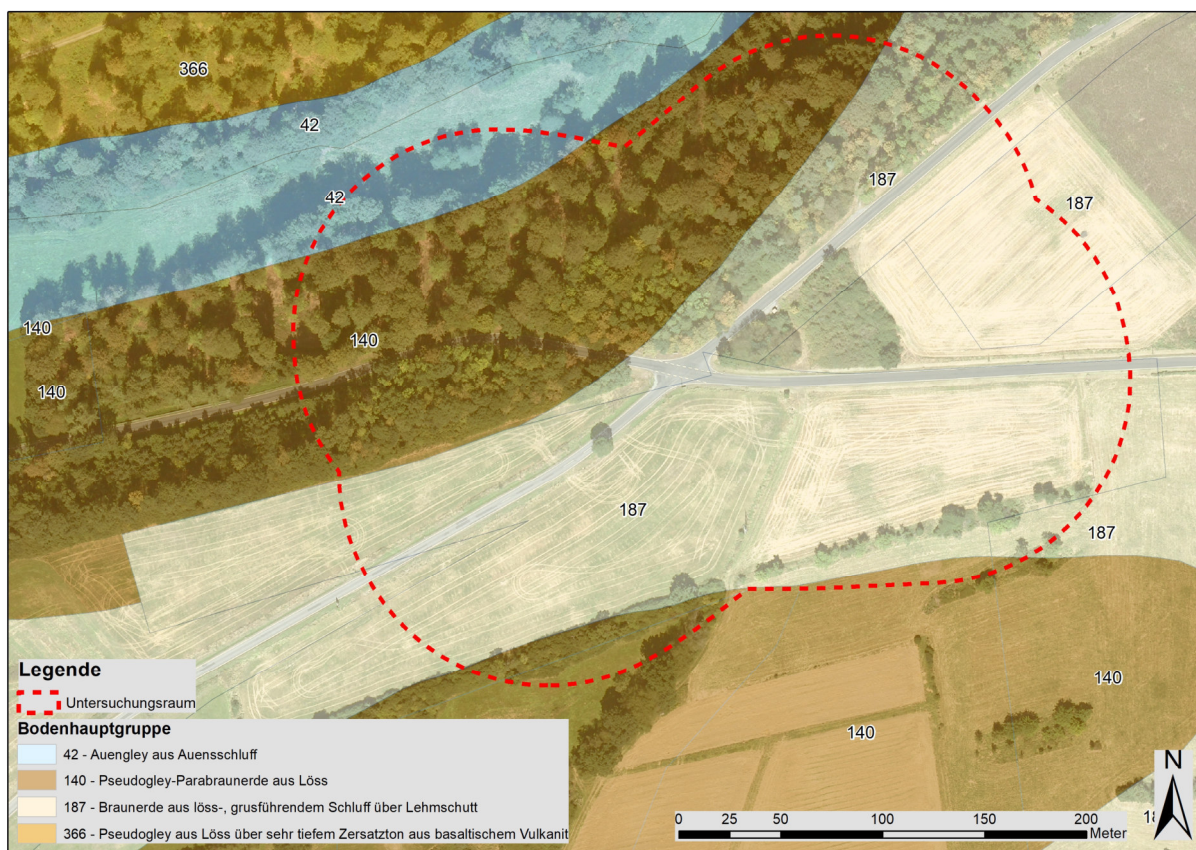 366
42
42
187
187
140
140
140
187
187
140
140
N
Legende
Untersuchungsraum
Bodenhauptgruppe
42 - Auengley aus Auensschluff
140 - Pseudogley-Parabraunerde aus Löss
187 - Braunerde aus löss-, grusführendem Schluff über Lehmschutt
366 - Pseudogley aus Löss über sehr tiefem Zersatzton aus basaltischem Vulkanit
0 25 50 100 150 200
Meter